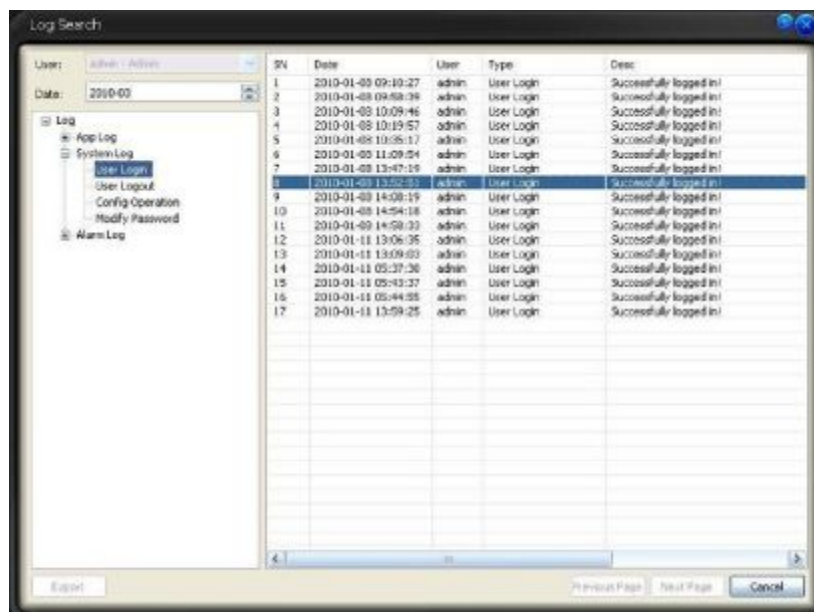 Log Search
User: admin - Admin
Date: 2010-03
Log
App Log
System Log
User Login
User Logout
Config Operation
Modify Password
Alarm Log
SN Date User Type Desc
1 2010-01-08 09:10:27 admin User Login Successfully logged in!
2 2010-01-08 09:58:39 admin User Login Successfully logged in!
3 2010-01-08 10:09:46 admin User Login Successfully logged in!
4 2010-01-08 10:19:57 admin User Login Successfully logged in!
5 2010-01-08 10:35:17 admin User Login Successfully logged in!
6 2010-01-08 11:09:54 admin User Login Successfully logged in!
7 2010-01-08 13:47:19 admin User Login Successfully logged in!
8 2010-01-08 13:52:51 admin User Login Successfully logged in!
9 2010-01-08 14:08:19 admin User Login Successfully logged in!
10 2010-01-08 14:54:18 admin User Login Successfully logged in!
11 2010-01-08 14:58:33 admin User Login Successfully logged in!
12 2010-01-11 13:06:35 admin User Login Successfully logged in!
13 2010-01-11 13:09:03 admin User Login Successfully logged in!
14 2010-01-11 05:37:30 admin User Login Successfully logged in!
15 2010-01-11 05:43:37 admin User Login Successfully logged in!
16 2010-01-11 05:44:55 admin User Login Successfully logged in!
17 2010-01-11 13:59:25 admin User Login Successfully logged in!
Export Previous Page Next Page Cancel